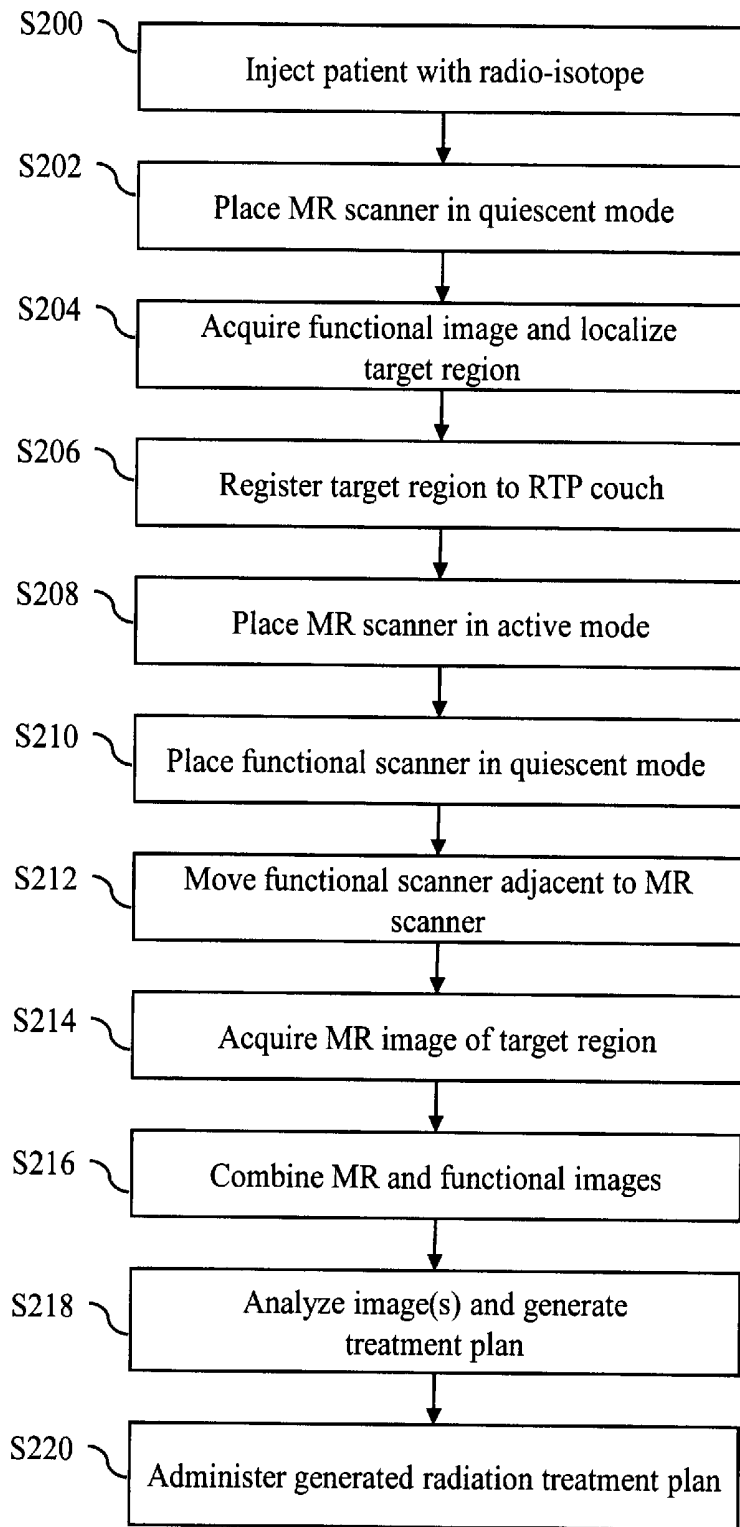 S200
Inject patient with radio-isotope
S202
Place MR scanner in quiescent mode
S204
Acquire functional image and localize
target region
S206
Register target region to RTP couch
S208
Place MR scanner in active mode
S210
Place functional scanner in quiescent mode
S212
Move functional scanner adjacent to MR
scanner
S214
Acquire MR image of target region
S216
Combine MR and functional images
S218
Analyze image(s) and generate
treatment plan
S220
Administer generated radiation treatment plan